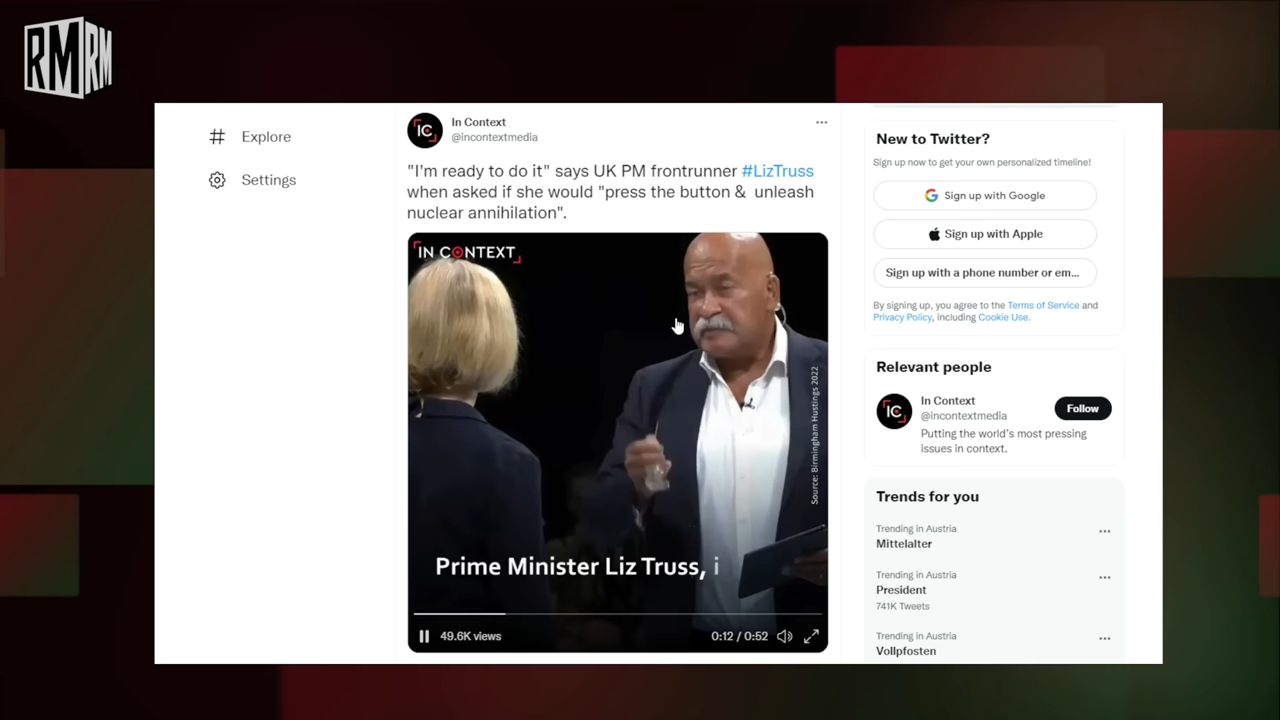 RM RM
# Explore
Settings
IC
In Context
@incontextmedia
"I'm ready to do it" says UK PM frontrunner #LizTruss
when asked if she would "press the button & unleash
nuclear annihilation".
IN CONTEXT
Source: Birmingham Hustings 2022
Prime Minister Liz Truss, i
49.6K views
0:12 / 0:52
New to Twitter?
Sign up now to get your own personalized timeline!
Sign up with Google
Sign up with Apple
Sign up with a phone number or em...
By signing up, you agree to the Terms of Service and
Privacy Policy, including Cookie Use.
Relevant people
IC
In Context
@incontextmedia
Follow
Putting the world's most pressing
issues in context.
Trends for you
Trending in Austria
Mittelalter
Trending in Austria
President
741K Tweets
Trending in Austria
Vollpfosten